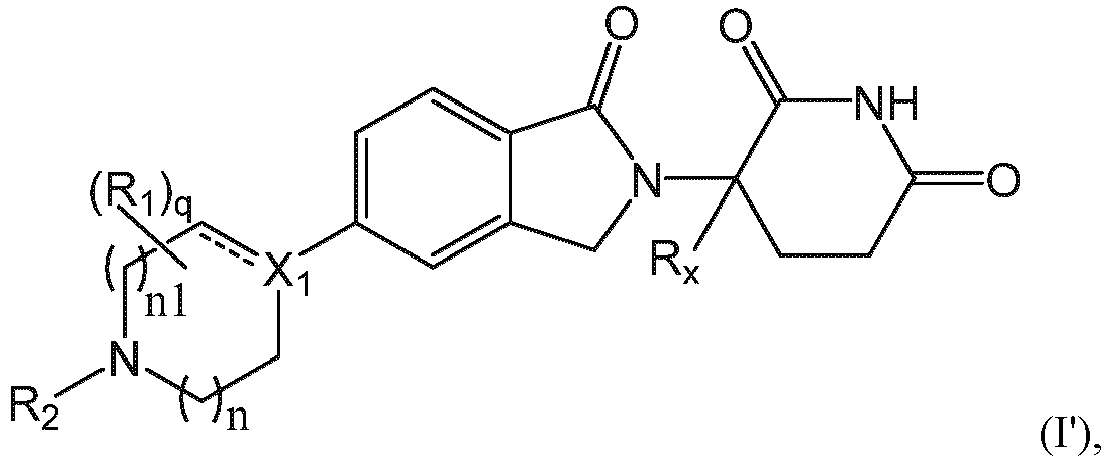 O O NH O
(R1)q
N Rx
( )n1 X1
N
R2 ( )n
(I'),